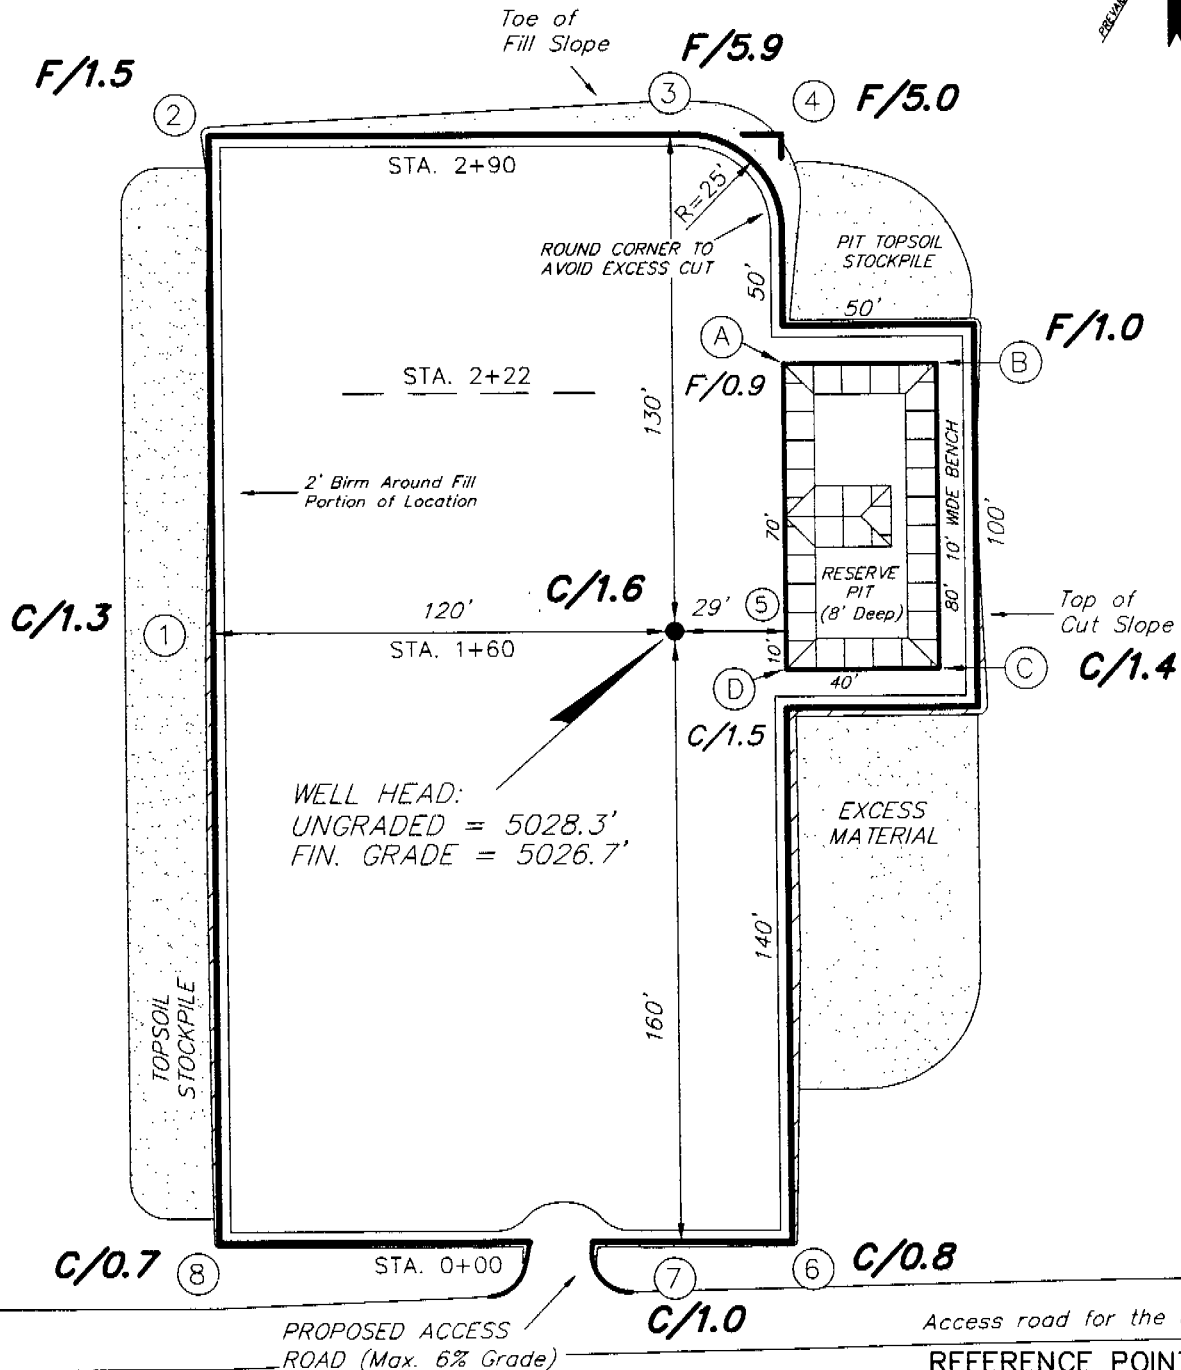 Toe of
Fill Slope
F/5.9
F/1.5
2
3
4
F/5.0
STA. 2+90
R=25'
ROUND CORNER TO
AVOID EXCESS CUT
PIT TOPSOIL
STOCKPILE
50'
50'
A
F/1.0
B
STA. 2+22
F/0.9
130'
2' Birm Around Fill
Portion of Location
10' WIDE BENCH
100'
70'
RESERVE
PIT
(8' Deep)
80'
C/1.6
C/1.3
1
120'
29'
5
Top of
Cut Slope
STA. 1+60
10'
40'
D
C
C/1.4
C/1.5
WELL HEAD:
UNGRADED = 5028.3'
FIN. GRADE = 5026.7'
EXCESS
MATERIAL
140'
160'
TOPSOIL
STOCKPILE
C/0.7
8
STA. 0+00
7
6
C/0.8
C/1.0
PROPOSED ACCESS
ROAD (Max. 6% Grade)
Access road for the
REFERENCE POINT